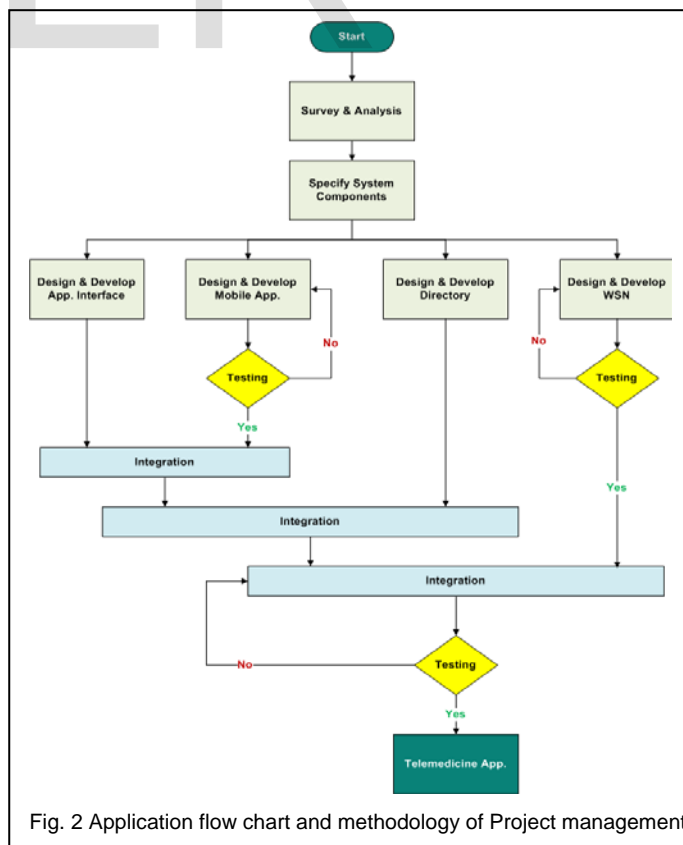 Start
Survey & Analysis
Specify System
Components
Design & Develop
App. Interface
Design & Develop
Mobile App.
Design & Develop
Directory
Design & Develop
WSN
No
No
Testing
Testing
Yes
Integration
Yes
Integration
Integration
No
Testing
Yes
Telemedicine App.
Fig. 2 Application flow chart and methodology of Project management